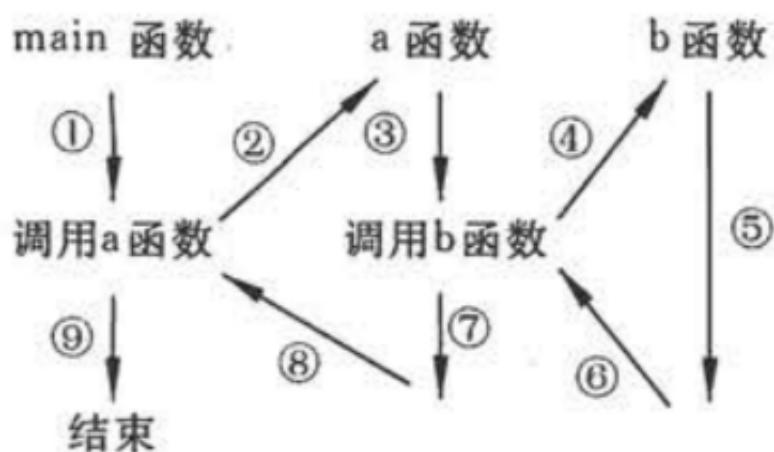 main 函数 a 函数 b 函数
① ② ③ ④
调用a函数 调用b函数 ⑤
⑨ ⑧ ⑦ ⑥
结束